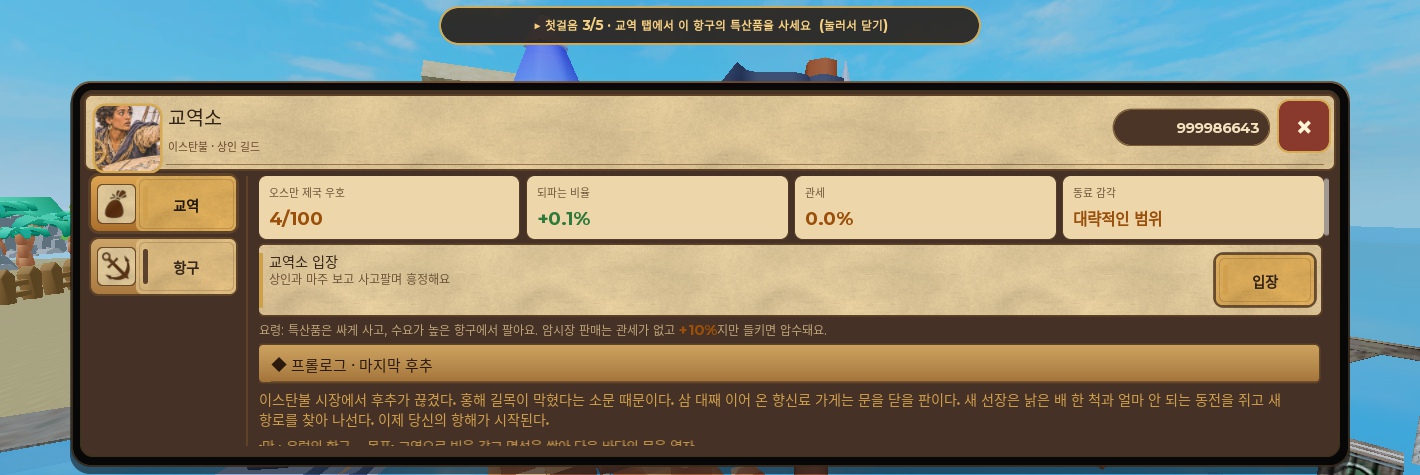 ▸ 첫걸음 3/5 · 교역 탭에서 이 항구의 특산품을 사세요 (눌러서 닫기)
교역소
이스탄불 · 상인 길드
999986643
×
교역
항구
오스만 제국 우호
4/100
되파는 비율
+0.1%
관세
0.0%
동료 감각
대략적인 범위
교역소 입장
상인과 마주 보고 사고팔며 흥정해요
입장
요령: 특산품은 싸게 사고, 수요가 높은 항구에서 팔아요. 암시장 판매는 관세가 없고 +10%지만 들키면 압수돼요.
◆ 프롤로그 · 마지막 후추
이스탄불 시장에서 후추가 끊겼다. 홍해 길목이 막혔다는 소문 때문이다. 삼 대째 이어 온 향신료 가게는 문을 닫을 판이다. 새 선장은 낡은 배 한 척과 얼마 안 되는 동전을 쥐고 새
항로를 찾아 나선다. 이제 당신의 항해가 시작된다.